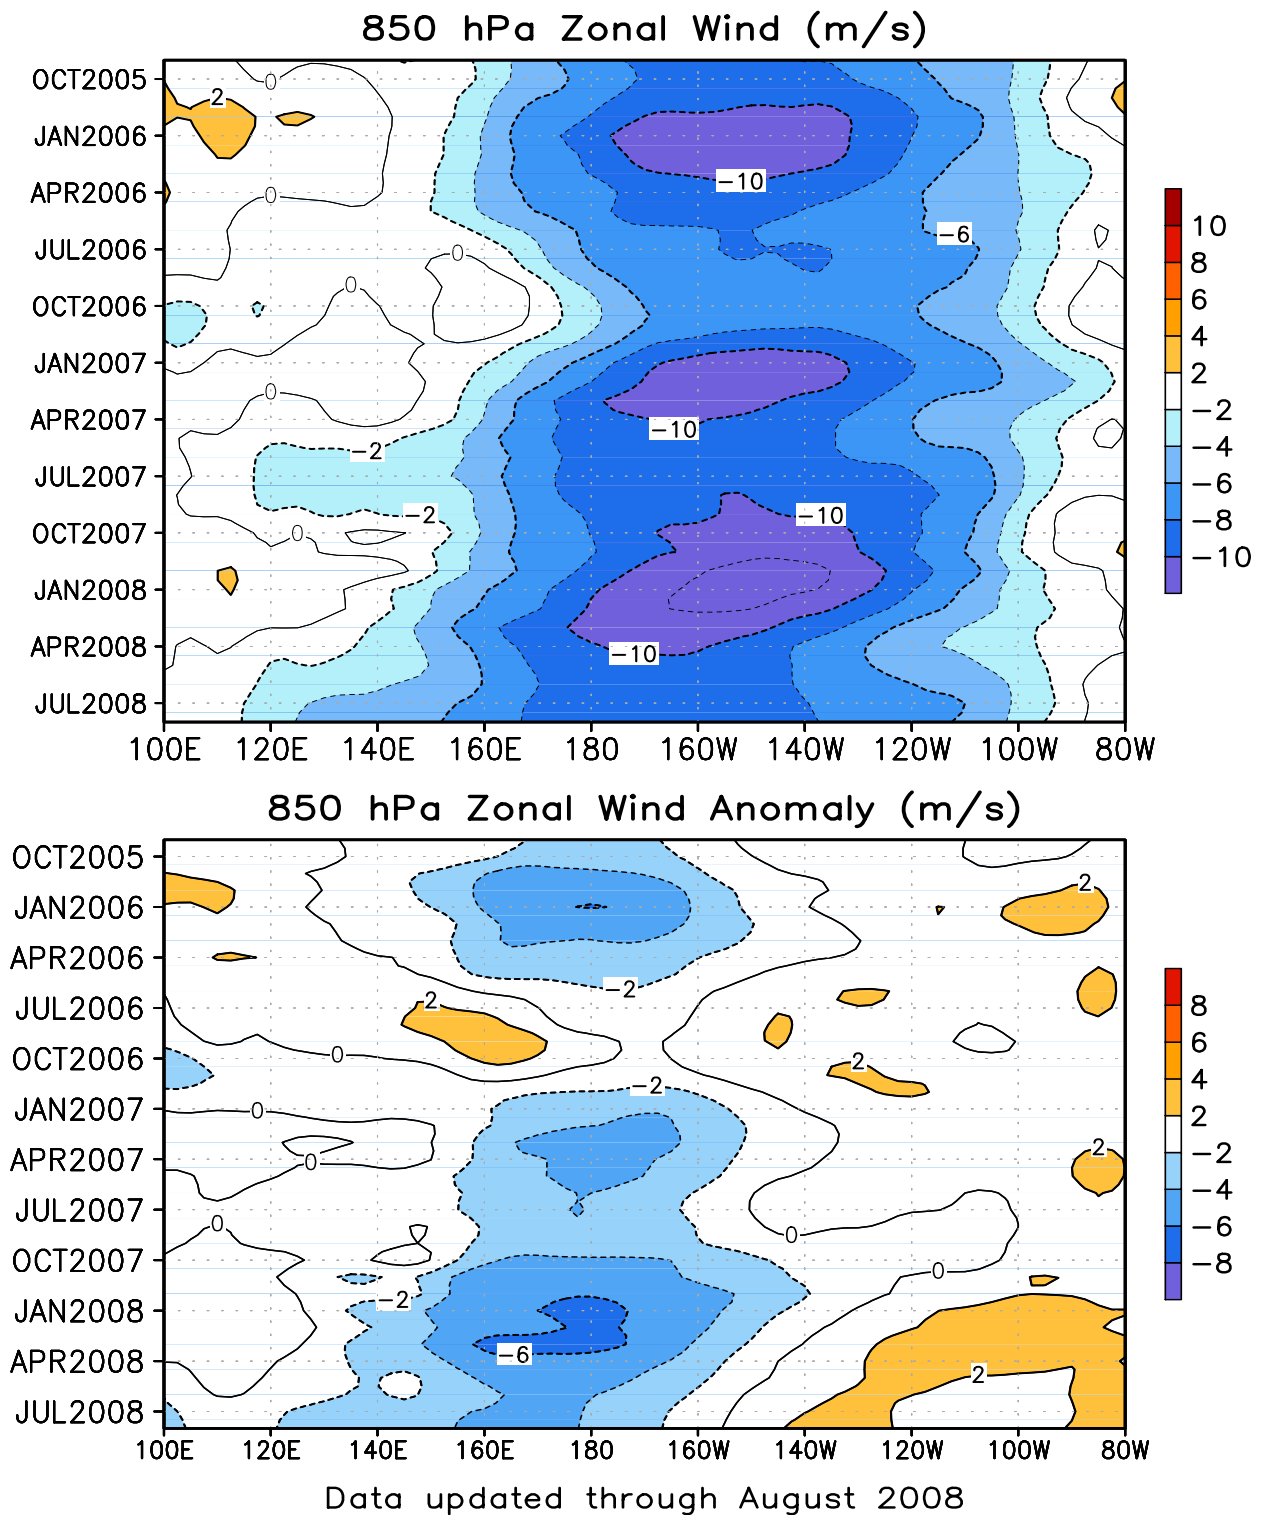 850 hPa Zonal Wind (m/s)
OCT2005
JAN2006
APR2006
JUL2006
OCT2006
JAN2007
APR2007
JUL2007
OCT2007
JAN2008
APR2008
JUL2008
0
2
-10
0
-6
0
0
0
-10
-2
-2
-10
0
-10
100E 120E 140E 160E 180 160W 140W 120W 100W 80W
10
8
6
4
2
-2
-4
-6
-8
-10
850 hPa Zonal Wind Anomaly (m/s)
OCT2005
JAN2006
APR2006
JUL2006
OCT2006
JAN2007
APR2007
JUL2007
OCT2007
JAN2008
APR2008
JUL2008
2
-2
2
0
2
-2
0
2
0
0
0
0
-2
-6
2
100E 120E 140E 160E 180 160W 140W 120W 100W 80W
8
6
4
2
-2
-4
-6
-8
Data updated through August 2008